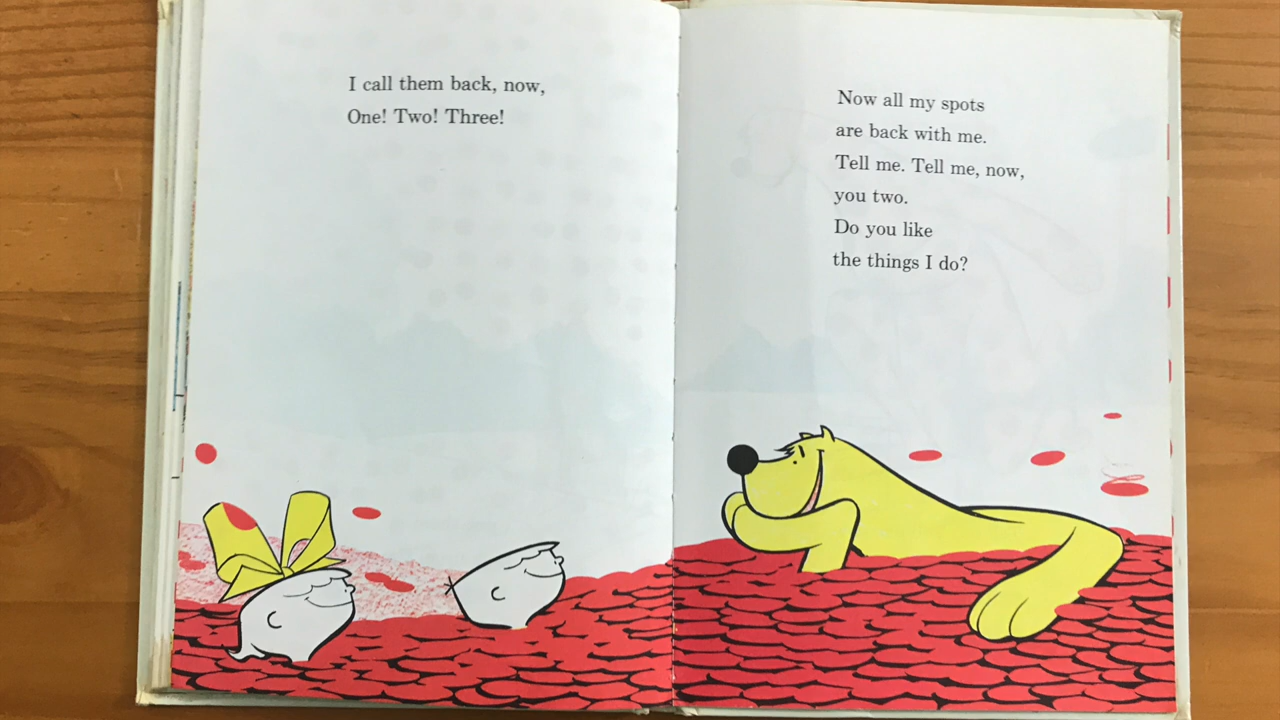 I call them back, now,
One! Two! Three!
Now all my spots
are back with me.
Tell me. Tell me, now,
you two.
Do you like
the things I do?